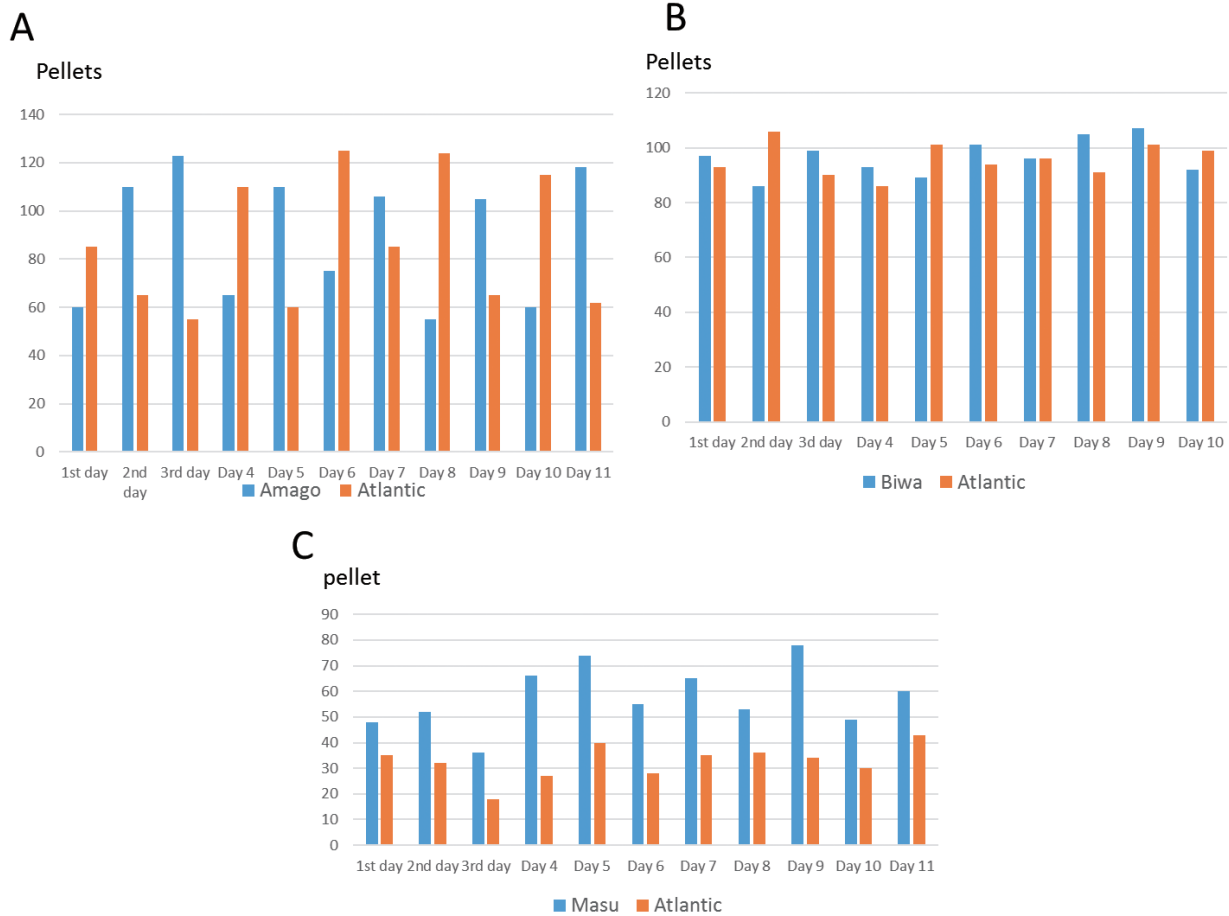 A
Pellets
140
120
100
80
60
40
20
0
1st day 2nd day 3rd day Day 4 Day 5 Day 6 Day 7 Day 8 Day 9 Day 10 Day 11
Amago Atlantic
B
Pellets
120
100
80
60
40
20
0
1st day 2nd day 3d day Day 4 Day 5 Day 6 Day 7 Day 8 Day 9 Day 10
Biwa Atlantic
C
pellet
90
80
70
60
50
40
30
20
10
0
1st day 2nd day 3rd day Day 4 Day 5 Day 6 Day 7 Day 8 Day 9 Day 10 Day 11
Masu Atlantic